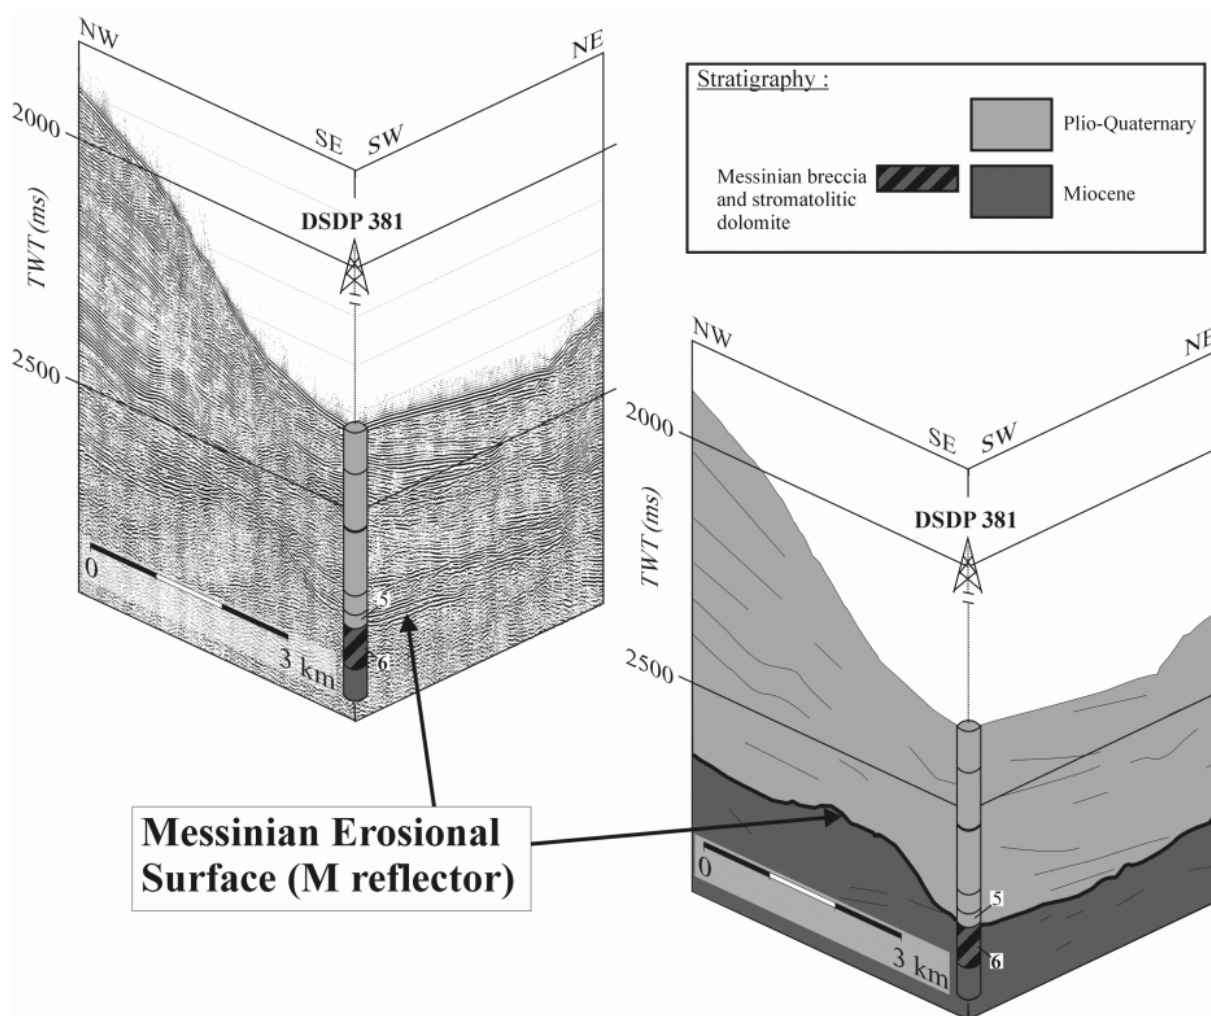 NW
NE
SE
SW
2000
TWT (ms)
DSDP 381
2500
5
6
0
3 km
Stratigraphy :
Plio-Quaternary
Messinian breccia
and stromatolitic
dolomite
Miocene
Messinian Erosional
Surface (M reflector)
NW
NE
SE
SW
2000
TWT (ms)
DSDP 381
2500
5
6
0
3 km